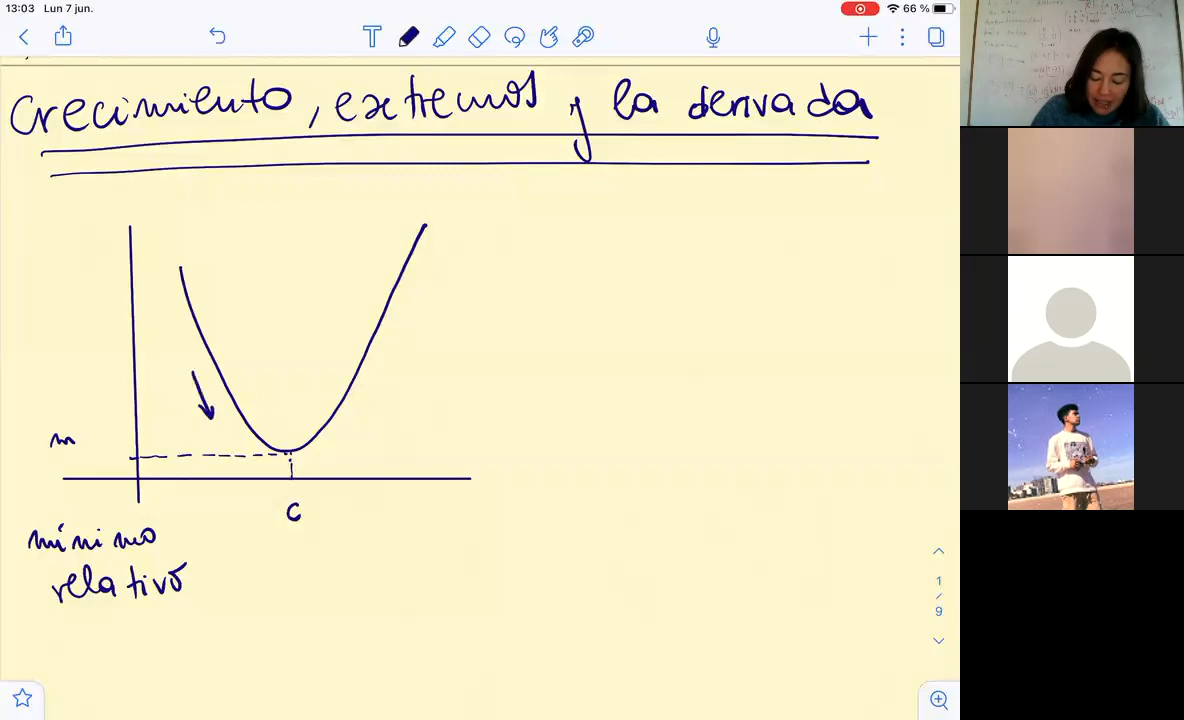 13:03 Lun 7 jun.
66 %
T
Crecimiento, extremos y la derivada
m
c
mínimo
relativo
1
/
9